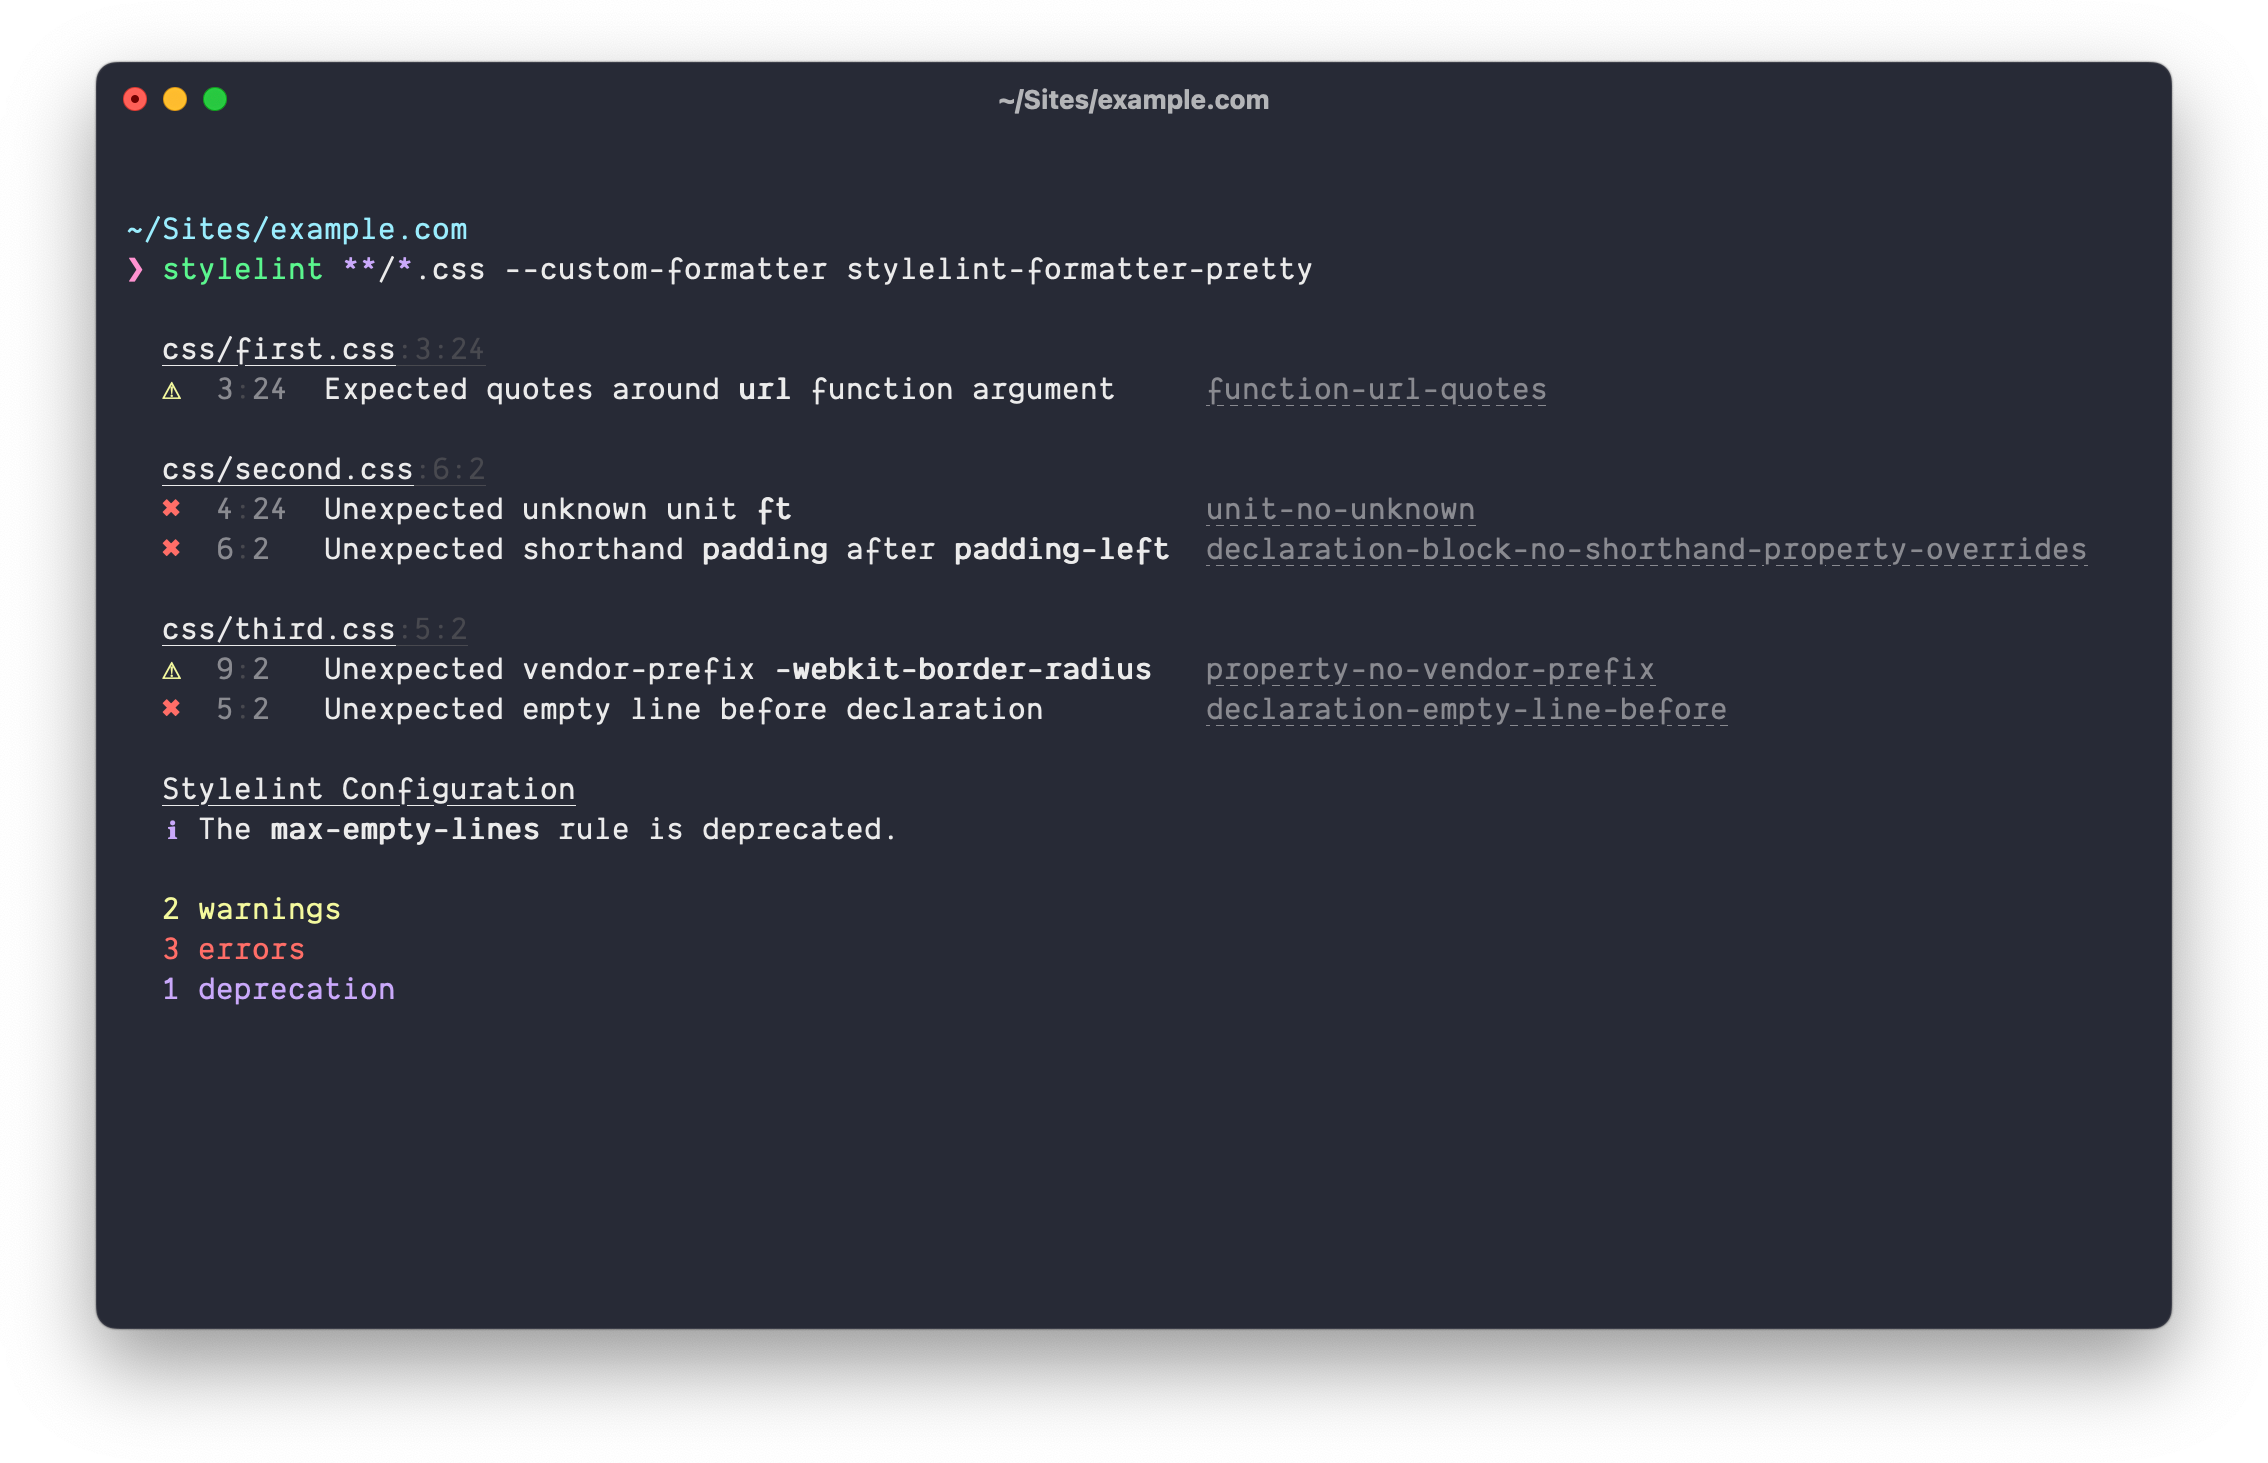 ~/Sites/example.com
~/Sites/example.com
❯ stylelint **/*.css --custom-formatter stylelint-formatter-pretty
css/first.css:3:24
⚠ 3:24 Expected quotes around url function argument function-url-quotes
css/second.css:6:2
✖ 4:24 Unexpected unknown unit ft unit-no-unknown
✖ 6:2 Unexpected shorthand padding after padding-left declaration-block-no-shorthand-property-overrides
css/third.css:5:2
⚠ 9:2 Unexpected vendor-prefix -webkit-border-radius property-no-vendor-prefix
✖ 5:2 Unexpected empty line before declaration declaration-empty-line-before
Stylelint Configuration
ℹ The max-empty-lines rule is deprecated.
2 warnings
3 errors
1 deprecation